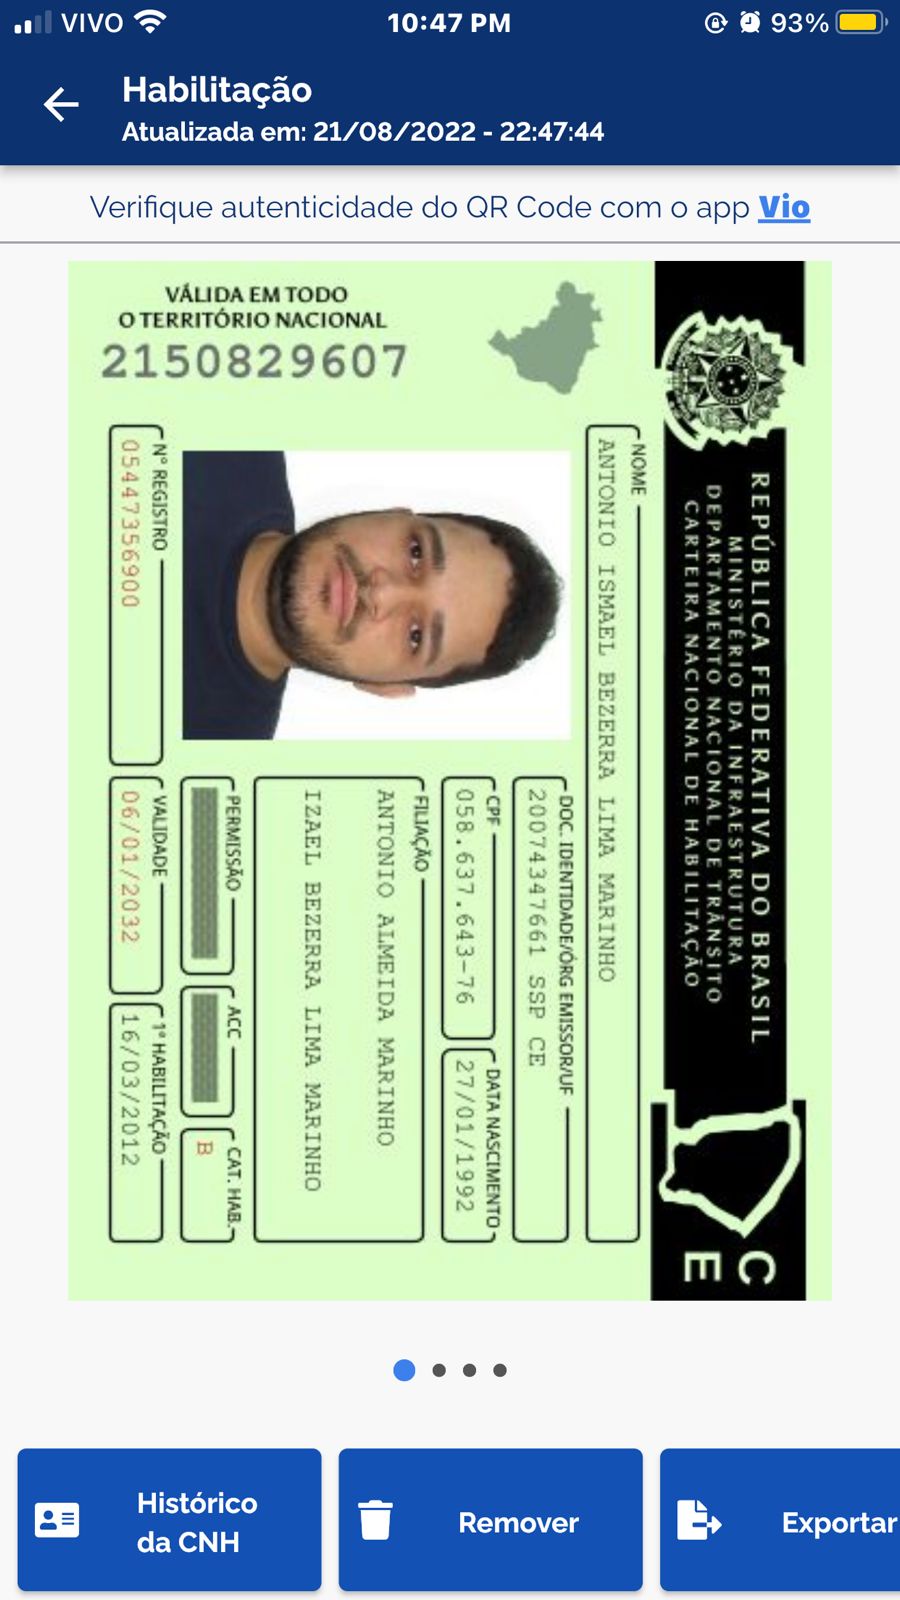 VIVO 10:47 PM 93%
Habilitação
Atualizada em: 21/08/2022 - 22:47:44
Verifique autenticidade do QR Code com o app Vio
VÁLIDA EM TODO
O TERRITÓRIO NACIONAL
2150829607
REPÚBLICA FEDERATIVA DO BRASIL
MINISTÉRIO DA INFRAESTRUTURA
DEPARTAMENTO NACIONAL DE TRÂNSITO
CARTEIRA NACIONAL DE HABILITAÇÃO
CE
NOME
ANTONIO ISMAEL BEZERRA LIMA MARINHO
DOC. IDENTIDADE/ÓRG EMISSOR/UF
20074347661 SSP CE
CPF
058.637.643-76
DATA NASCIMENTO
27/01/1992
FILIAÇÃO
ANTONIO ALMEIDA MARINHO
IZAEL BEZERRA LIMA MARINHO
PERMISSÃO
ACC
CAT. HAB.
B
Nº REGISTRO
05447356900
VALIDADE
06/01/2032
1ª HABILITAÇÃO
16/03/2012
Histórico
da CNH
Remover
Exportar